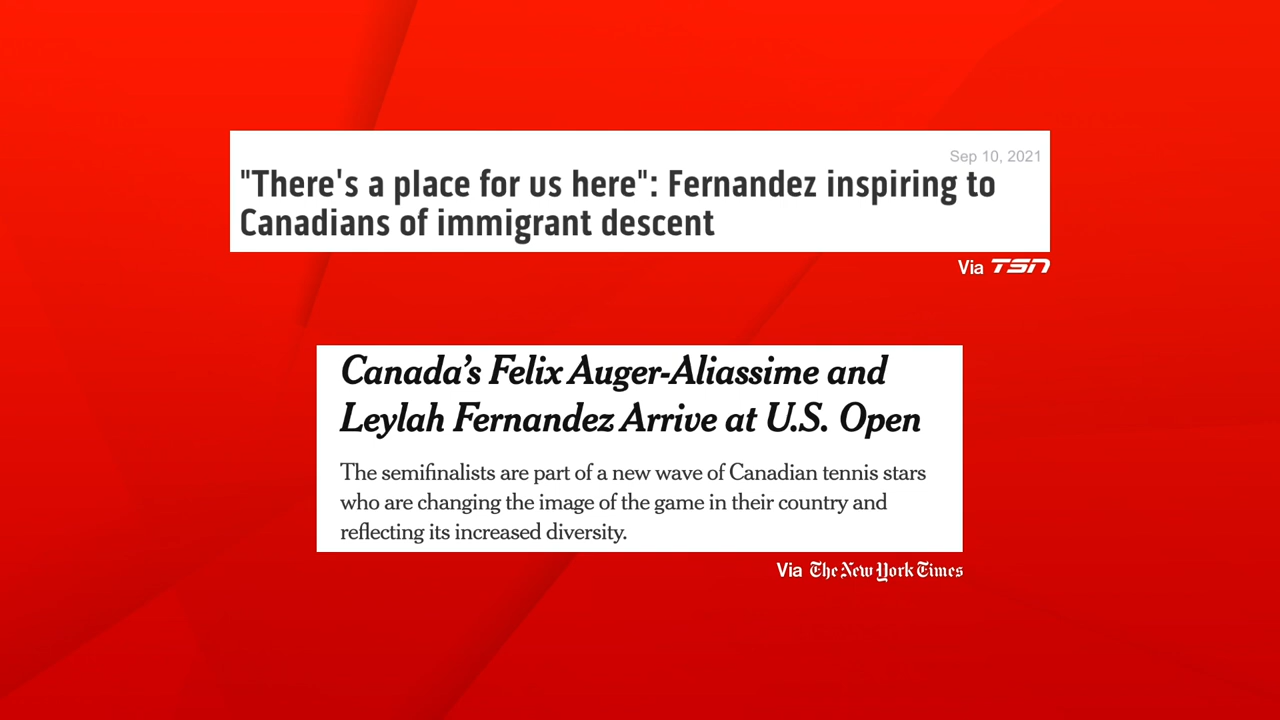 Sep 10, 2021
"There's a place for us here": Fernandez inspiring to
Canadians of immigrant descent
Via TSN
Canada’s Felix Auger-Aliassime and
Leylah Fernandez Arrive at U.S. Open
The semifinalists are part of a new wave of Canadian tennis stars
who are changing the image of the game in their country and
reflecting its increased diversity.
Via The New York Times